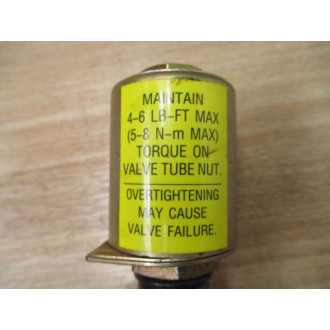 MAINTAIN
4-6 LB-FT MAX
(5-8 N-m MAX)
TORQUE ON
VALVE TUBE NUT.
OVERTIGHTENING
MAY CAUSE
VALVE FAILURE.